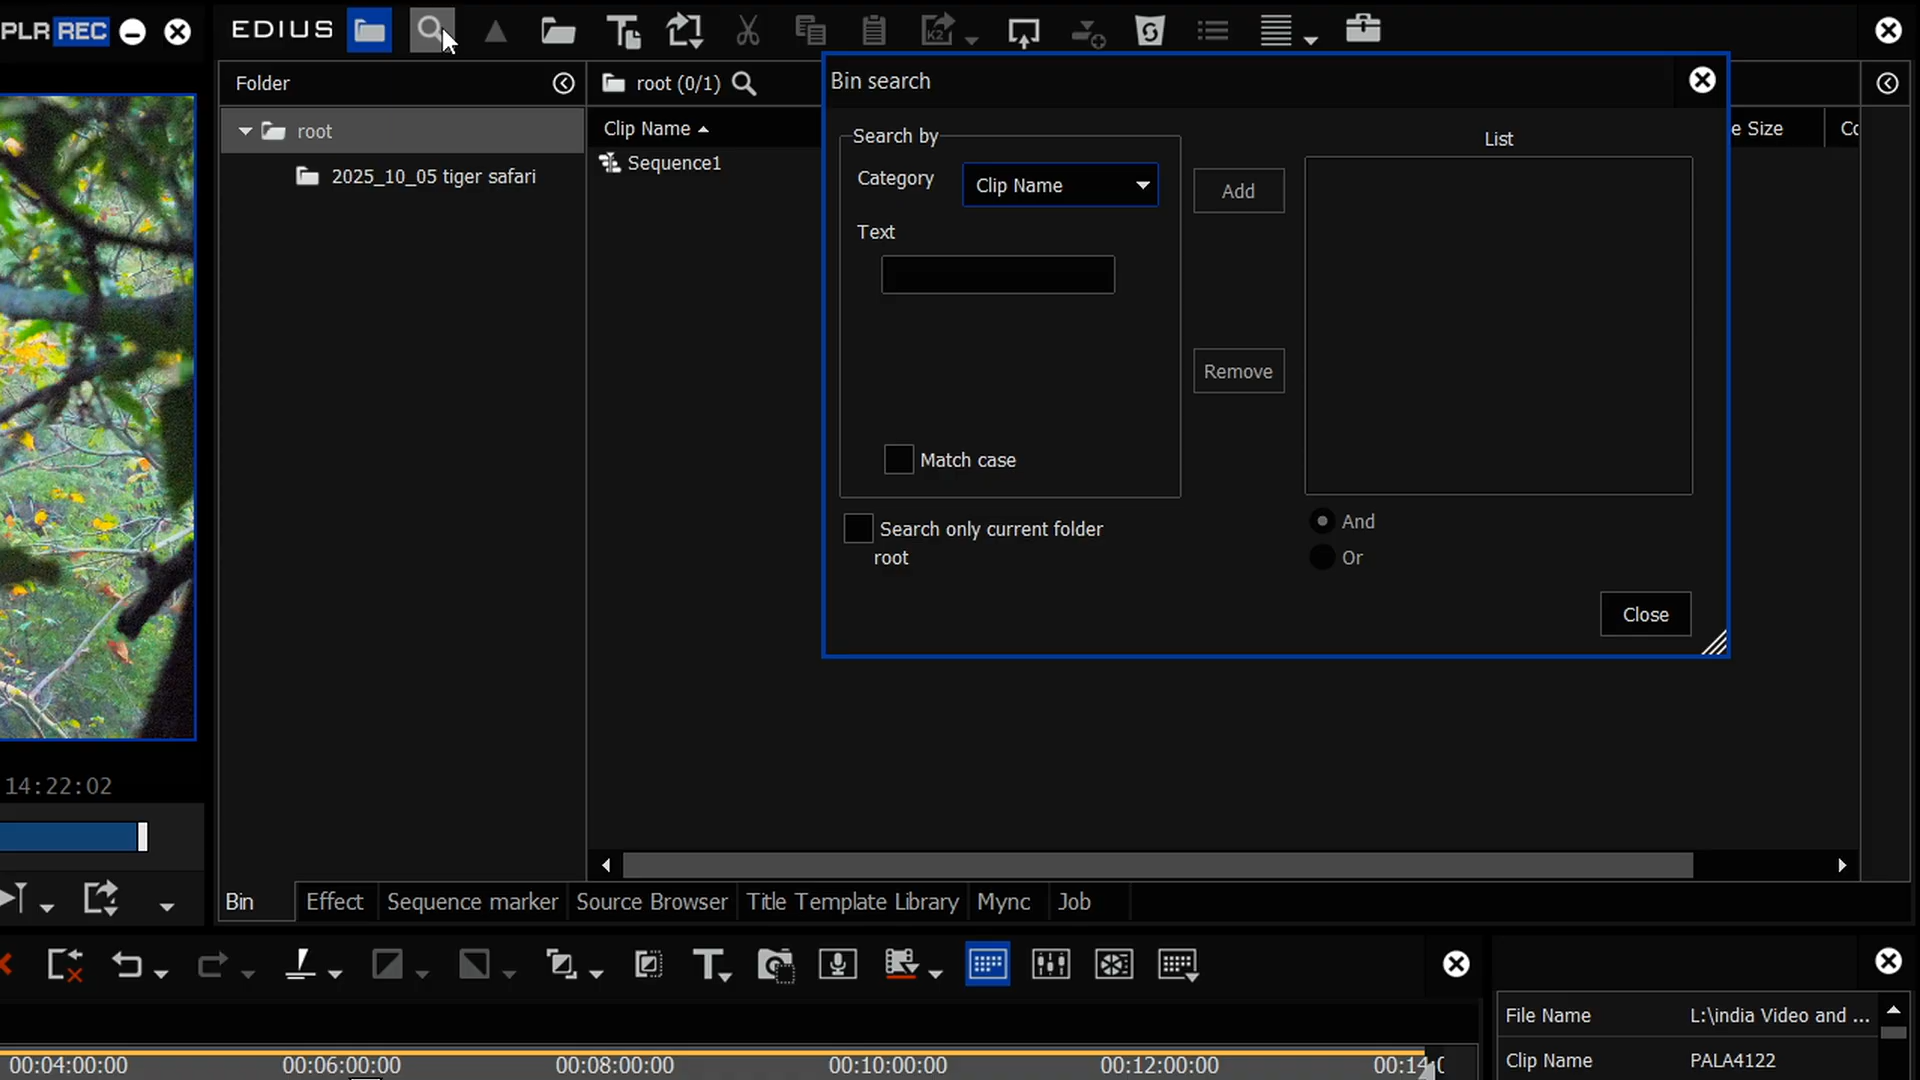 PLR REC
EDIUS
Folder
root
2025_10_05 tiger safari
root (0/1)
Clip Name
Sequence1
Bin search
Search by
Category
Clip Name
Text
Match case
Search only current folder
root
Add
Remove
List
And
Or
Close
e Size
Co
14:22:02
Bin
Effect
Sequence marker
Source Browser
Title Template Library
Mync
Job
00:04:00:00
00:06:00:00
00:08:00:00
00:10:00:00
00:12:00:00
File Name
L:\india Video and ...
Clip Name
PALA4122